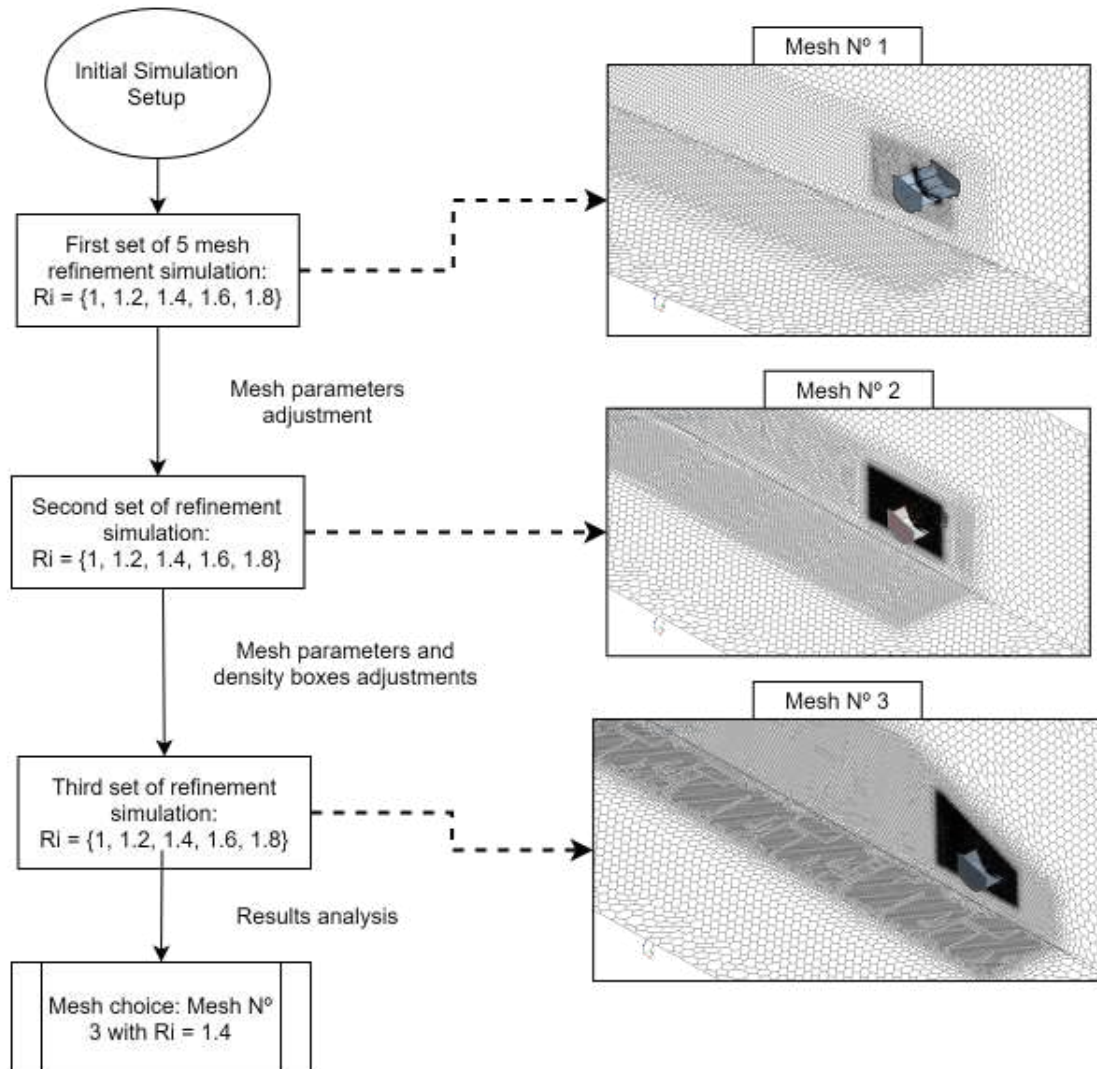 Initial Simulation
Setup
Mesh Nº 1
First set of 5 mesh
refinement simulation:
Ri = {1, 1.2, 1.4, 1.6, 1.8}
Mesh parameters
adjustment
Mesh Nº 2
Second set of refinement
simulation:
Ri = {1, 1.2, 1.4, 1.6, 1.8}
Mesh parameters and
density boxes adjustments
Mesh Nº 3
Third set of refinement
simulation:
Ri = {1, 1.2, 1.4, 1.6, 1.8}
Results analysis
Mesh choice: Mesh Nº
3 with Ri = 1.4